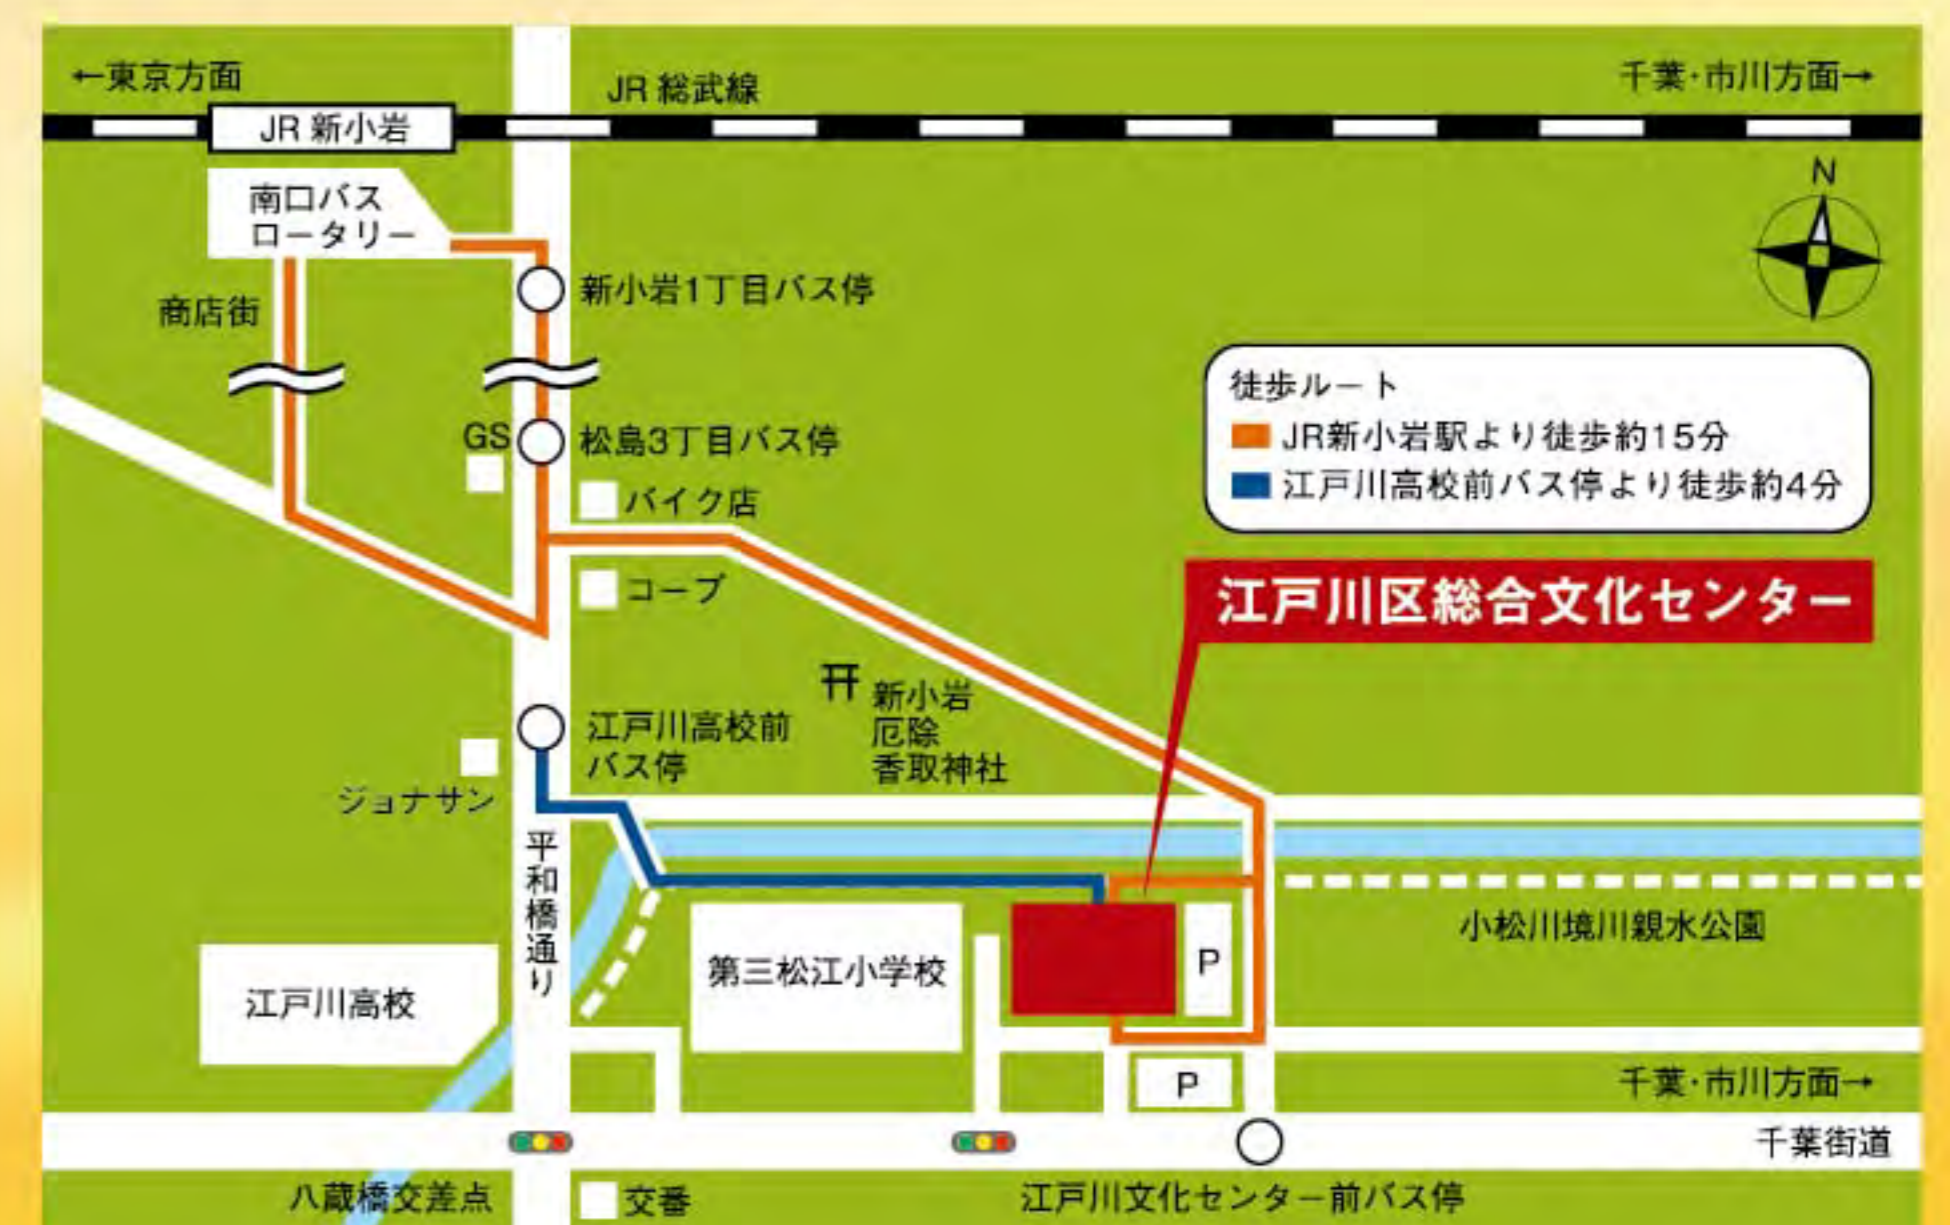 ←東京方面
JR 総武線
千葉･市川方面→
JR 新小岩
N
南口バス
ロータリー
新小岩1丁目バス停
商店街
徒歩ルート
JR新小岩駅より徒歩約15分
江戸川高校前バス停より徒歩約4分
GS
松島3丁目バス停
バイク店
コープ
江戸川区総合文化センター
新小岩
厄除
香取神社
江戸川高校前
バス停
ジョナサン
平和橋通り
小松川境川親水公園
第三松江小学校
P
江戸川高校
P
千葉･市川方面→
千葉街道
八蔵橋交差点
交番
江戸川文化センター前バス停